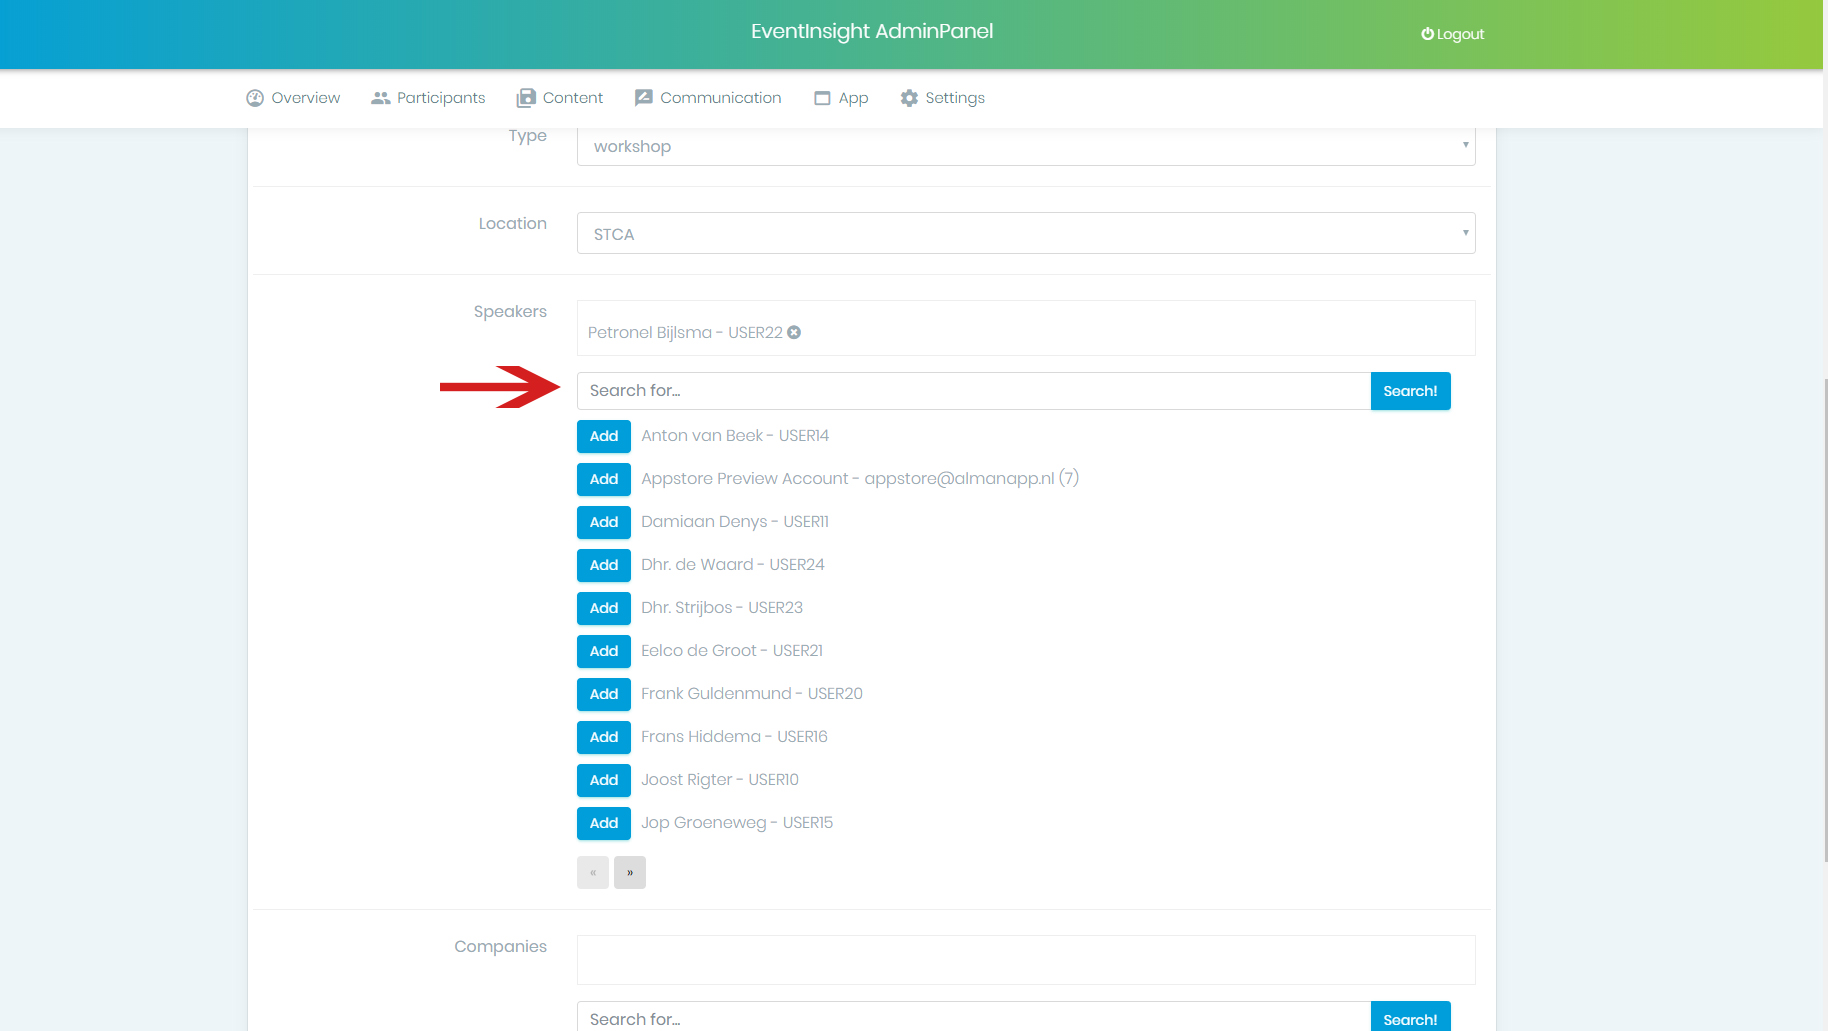 EventInsight AdminPanel
Logout
Overview
Participants
Content
Communication
App
Settings
Type
workshop
Location
STCA
Speakers
Petronel Bijlsma - USER22
Search for...
Search!
Add Anton van Beek - USER14
Add Appstore Preview Account - appstore@almanapp.nl (7)
Add Damiaan Denys - USER11
Add Dhr. de Waard - USER24
Add Dhr. Strijbos - USER23
Add Eelco de Groot - USER21
Add Frank Guldenmund - USER20
Add Frans Hiddema - USER16
Add Joost Rigter - USER10
Add Jop Groeneweg - USER15
« »
Companies
Search for...
Search!